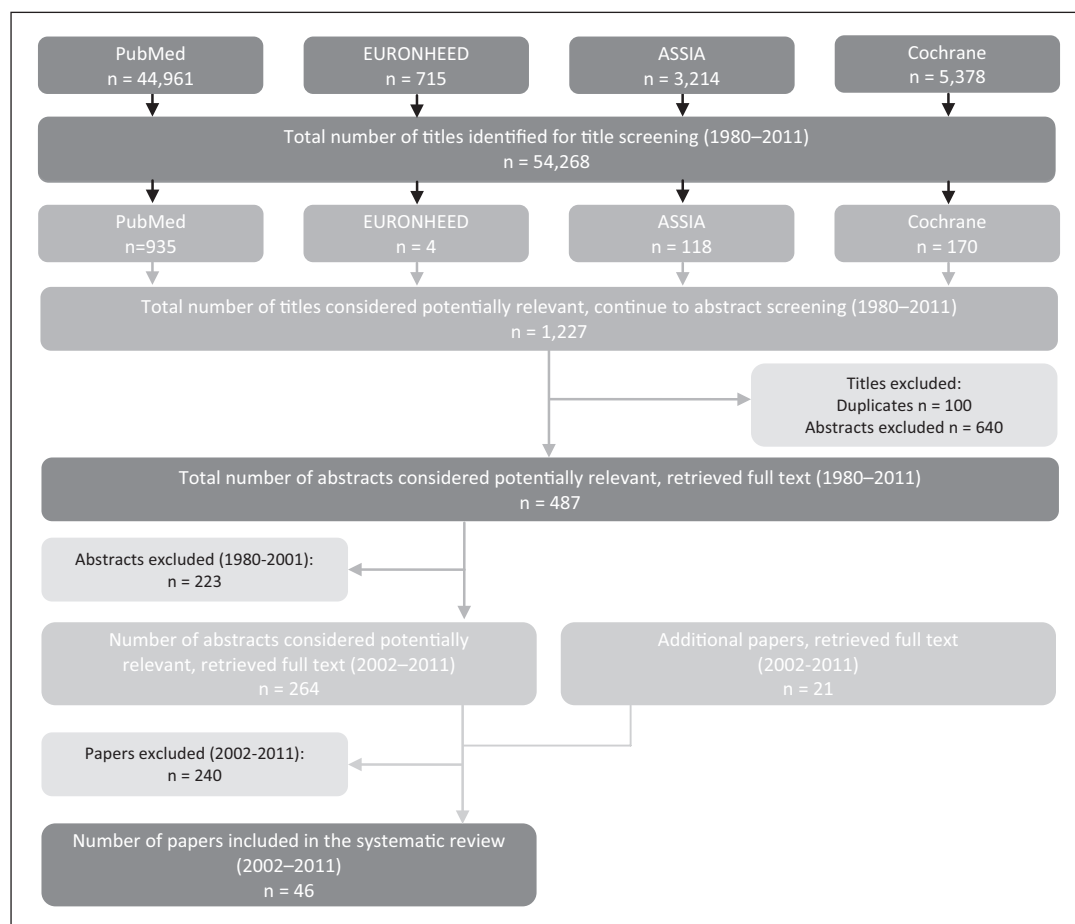 PubMed
n = 44,961
EURONHEED
n = 715
ASSIA
n = 3,214
Cochrane
n = 5,378
Total number of titles identified for title screening (1980–2011)
n = 54,268
PubMed
n=935
EURONHEED
n = 4
ASSIA
n = 118
Cochrane
n = 170
Total number of titles considered potentially relevant, continue to abstract screening (1980–2011)
n = 1,227
Titles excluded:
Duplicates n = 100
Abstracts excluded n = 640
Total number of abstracts considered potentially relevant, retrieved full text (1980–2011)
n = 487
Abstracts excluded (1980-2001):
n = 223
Number of abstracts considered potentially
relevant, retrieved full text (2002–2011)
n = 264
Additional papers, retrieved full text
(2002-2011)
n = 21
Papers excluded (2002-2011):
n = 240
Number of papers included in the systematic review
(2002–2011)
n = 46